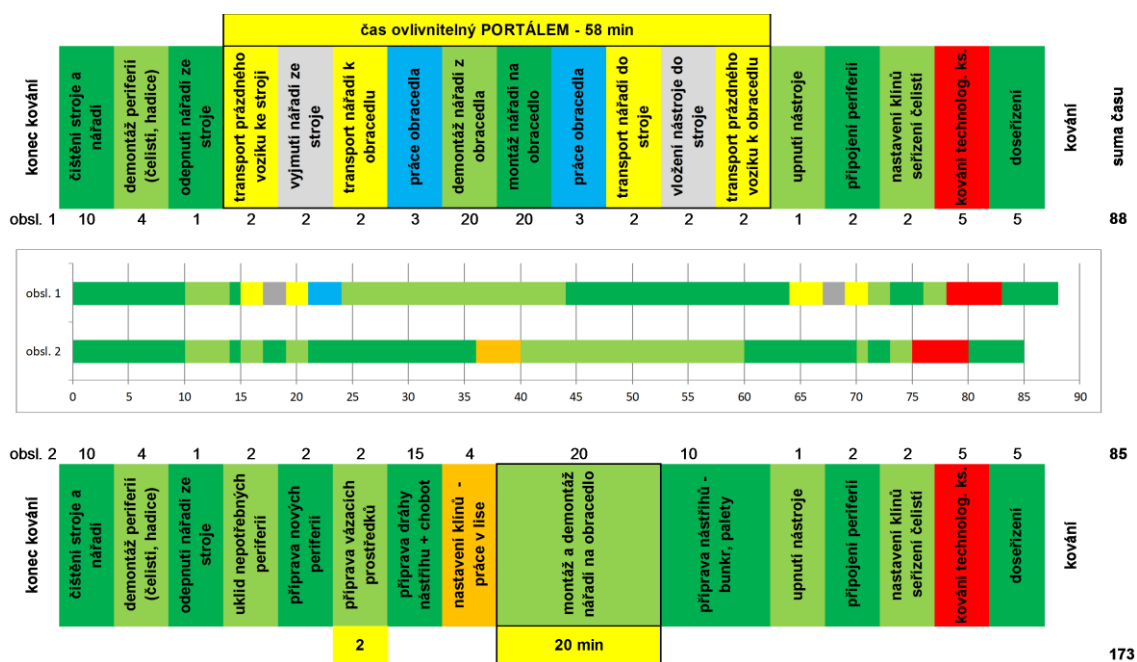 čas ovlivnitelný PORTÁLEM - 58 min
konec kování
čištění stroje a
nářadí
demontáž periferií
(čelisti, hadice)
odepnutí nářadí ze
stroje
transport prázdného
vozíku ke stroji
vyjmutí nářadí ze
stroje
transport nářadí k
obracedlu
práce obracedla
demontáž nářadí z
obracedla
montáž nářadí na
obracedlo
práce obracedla
transport nářadí do
stroje
vložení nástroje do
stroje
transport prázdného
vozíku k obracedlu
upnutí nástroje
připojení periferií
nastavení klínů
seřízení čelistí
kování technolog. ks.
doseřízení
kování
suma času
obsl. 1 10 4 1 2 2 2 3 20 20 3 2 2 2 1 2 2 5 5 88
obsl. 1
obsl. 2
0 5 10 15 20 25 30 35 40 45 50 55 60 65 70 75 80 85 90
obsl. 2 10 4 1 2 2 2 15 4 20 10 1 2 2 5 5 85
konec kování
čištění stroje a
nářadí
demontáž periferií
(čelisti, hadice)
odepnutí nářadí ze
stroje
uklid nepotřebných
periferií
příprava nových
periferií
příprava vázacích
prostředků
příprava dráhy
nástřihu + chobot
nastavení klínů -
práce v lise
montáž a demontáž
nářadí na obracedlo
příprava nástřihů -
bunkr, palety
upnutí nástroje
připojení periferií
nastavení klínů
seřízení čelistí
kování technolog. ks.
doseřízení
kování
2 20 min
173